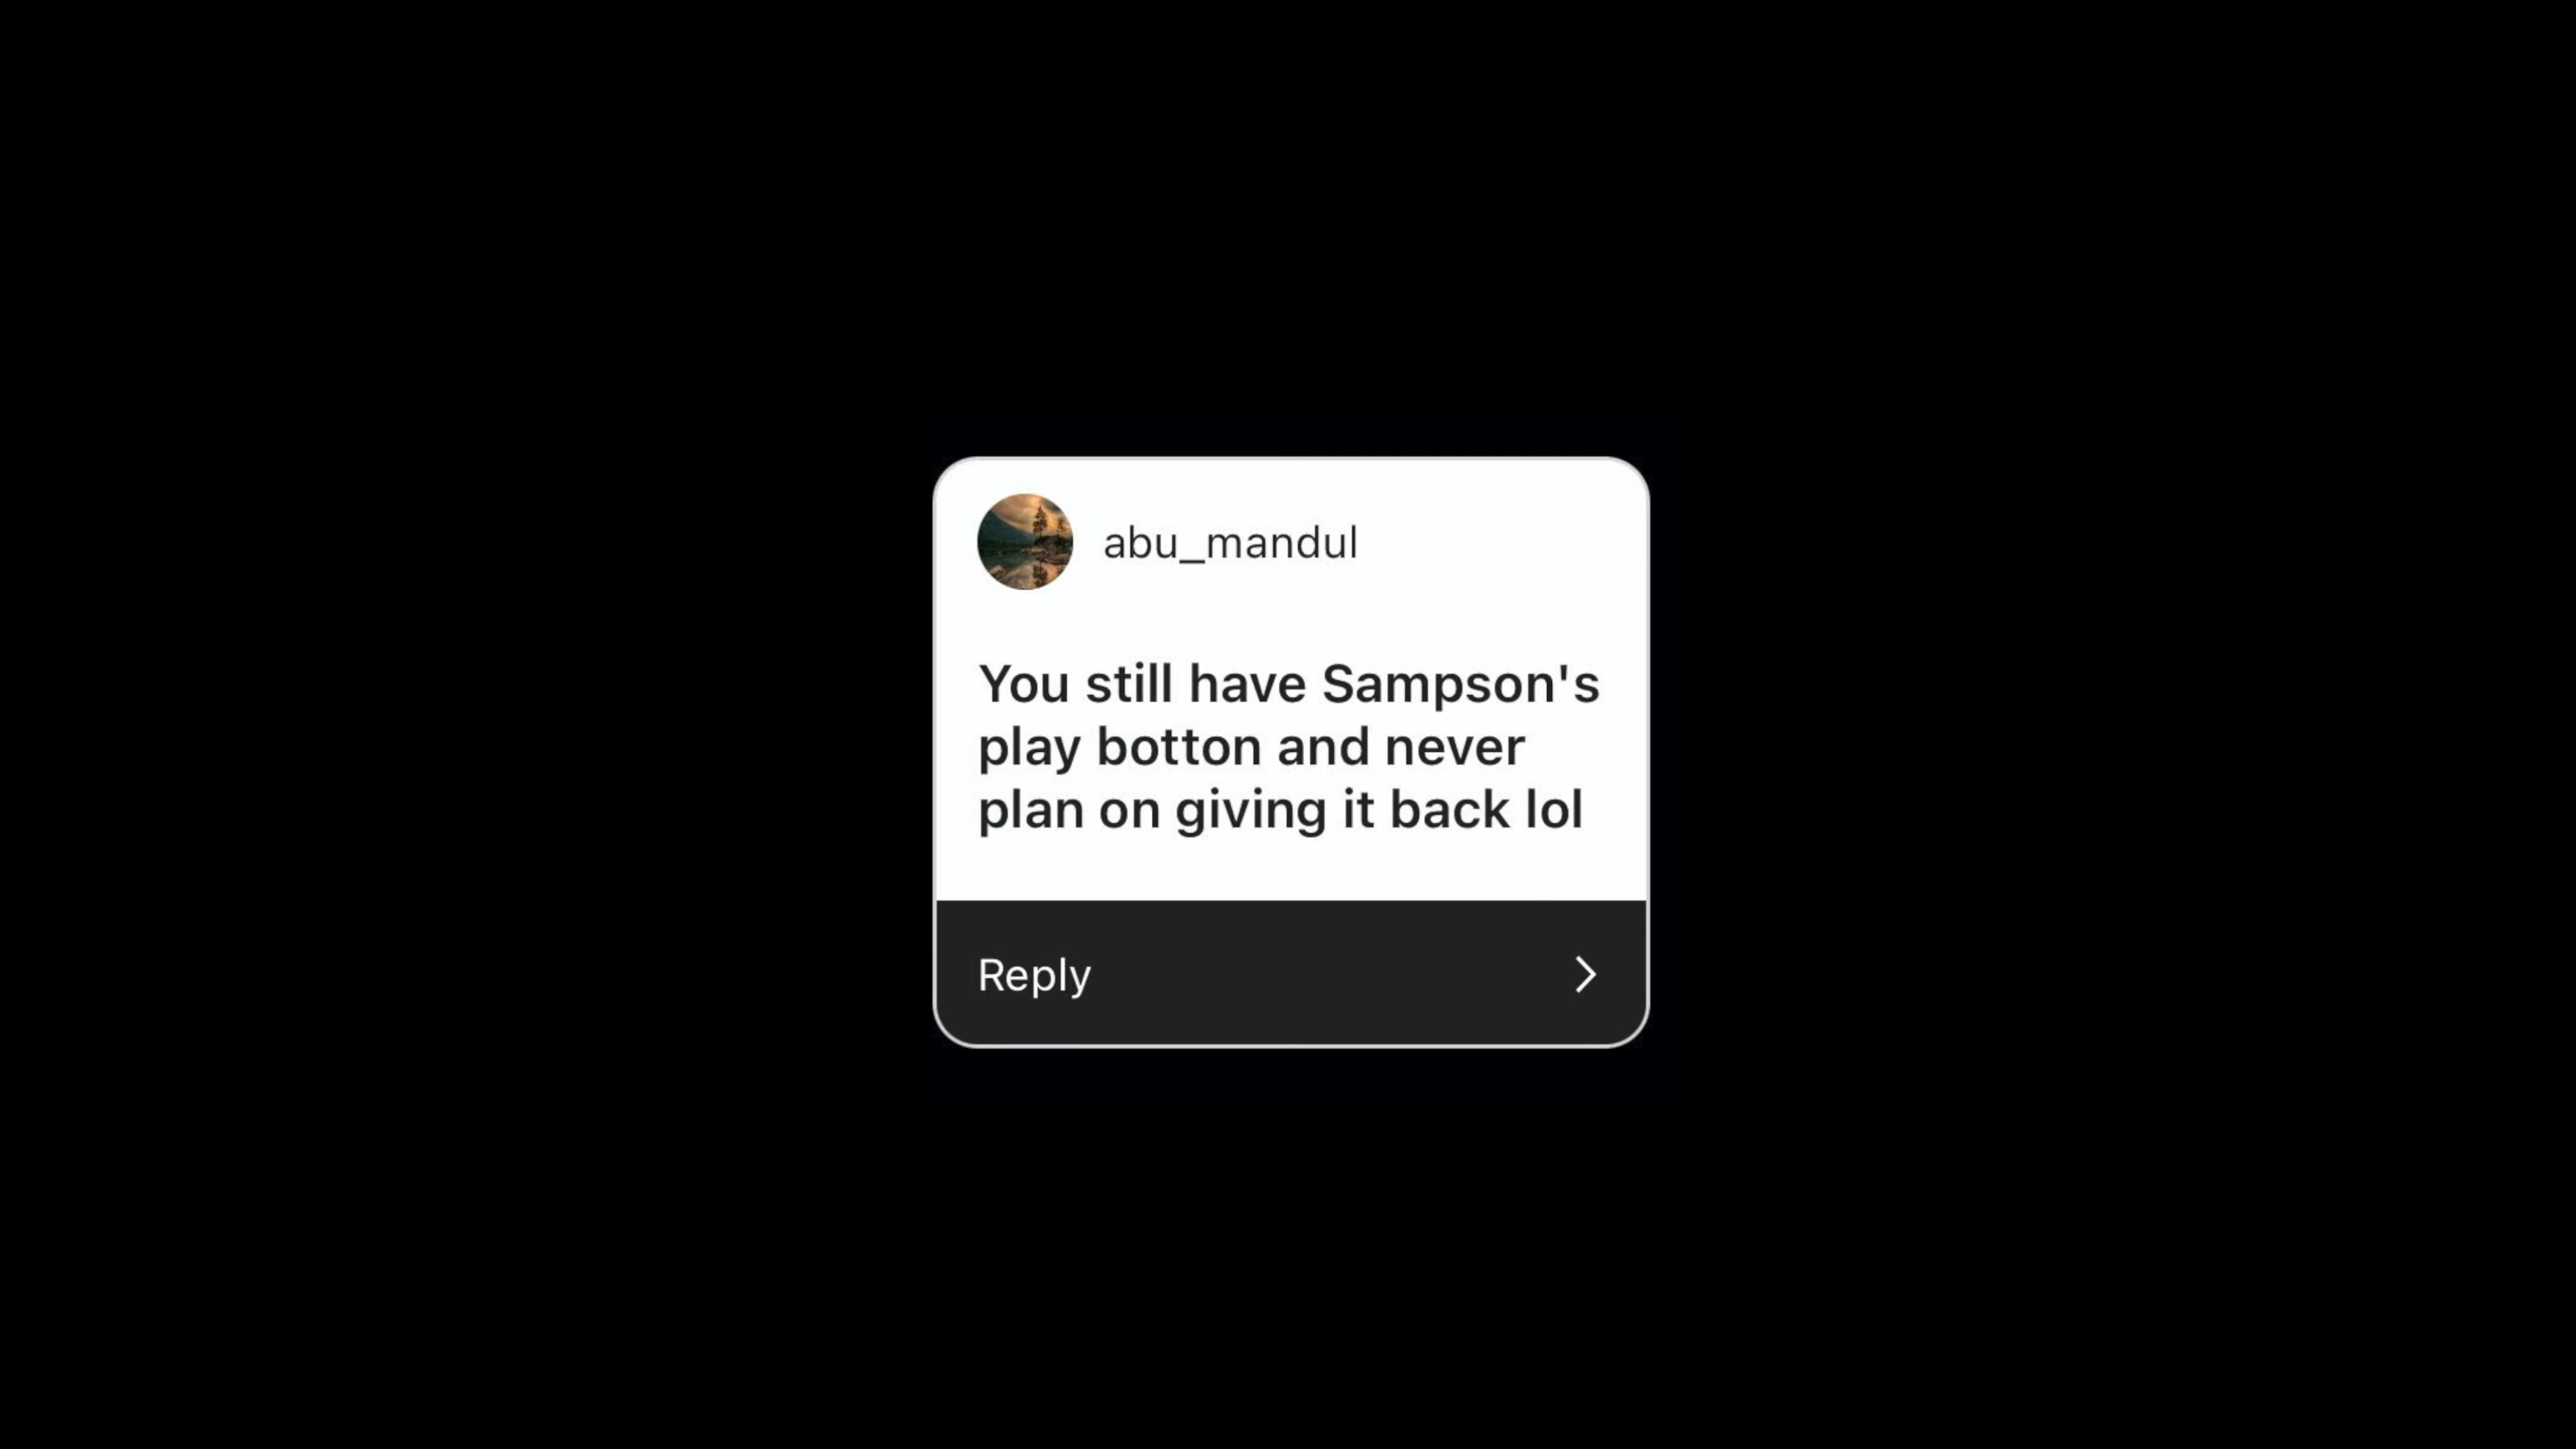 abu_mandul
You still have Sampson's
play botton and never
plan on giving it back lol
Reply